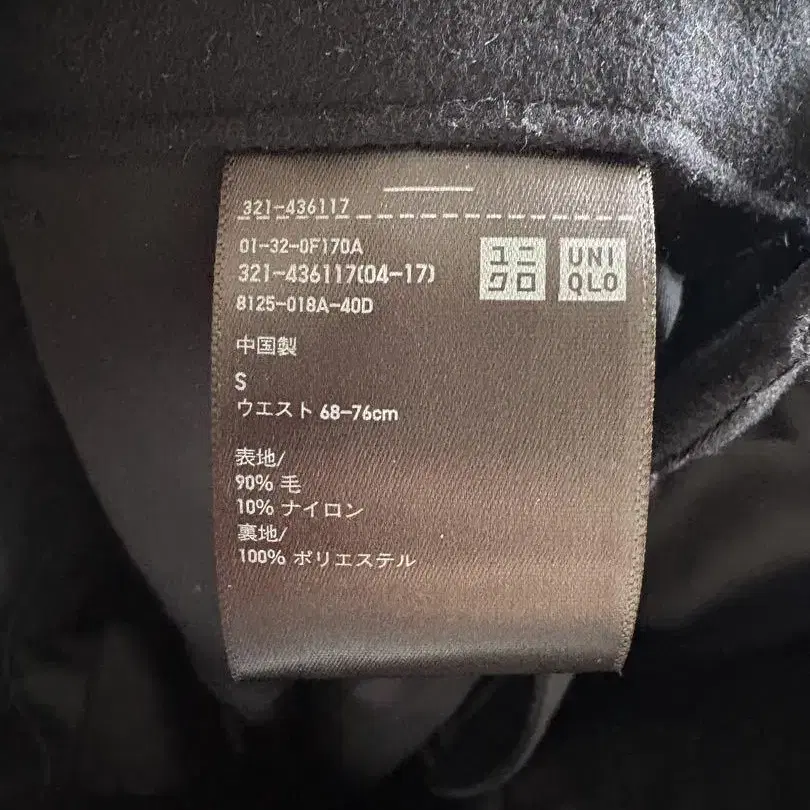 321-436117
01-32-0F170A
321-436117(04-17)
8125-018A-40D
ユニ
クロ
UNI
QLO
中国製
S
ウエスト 68-76cm
表地/
90% 毛
10% ナイロン
裏地/
100% ポリエステル